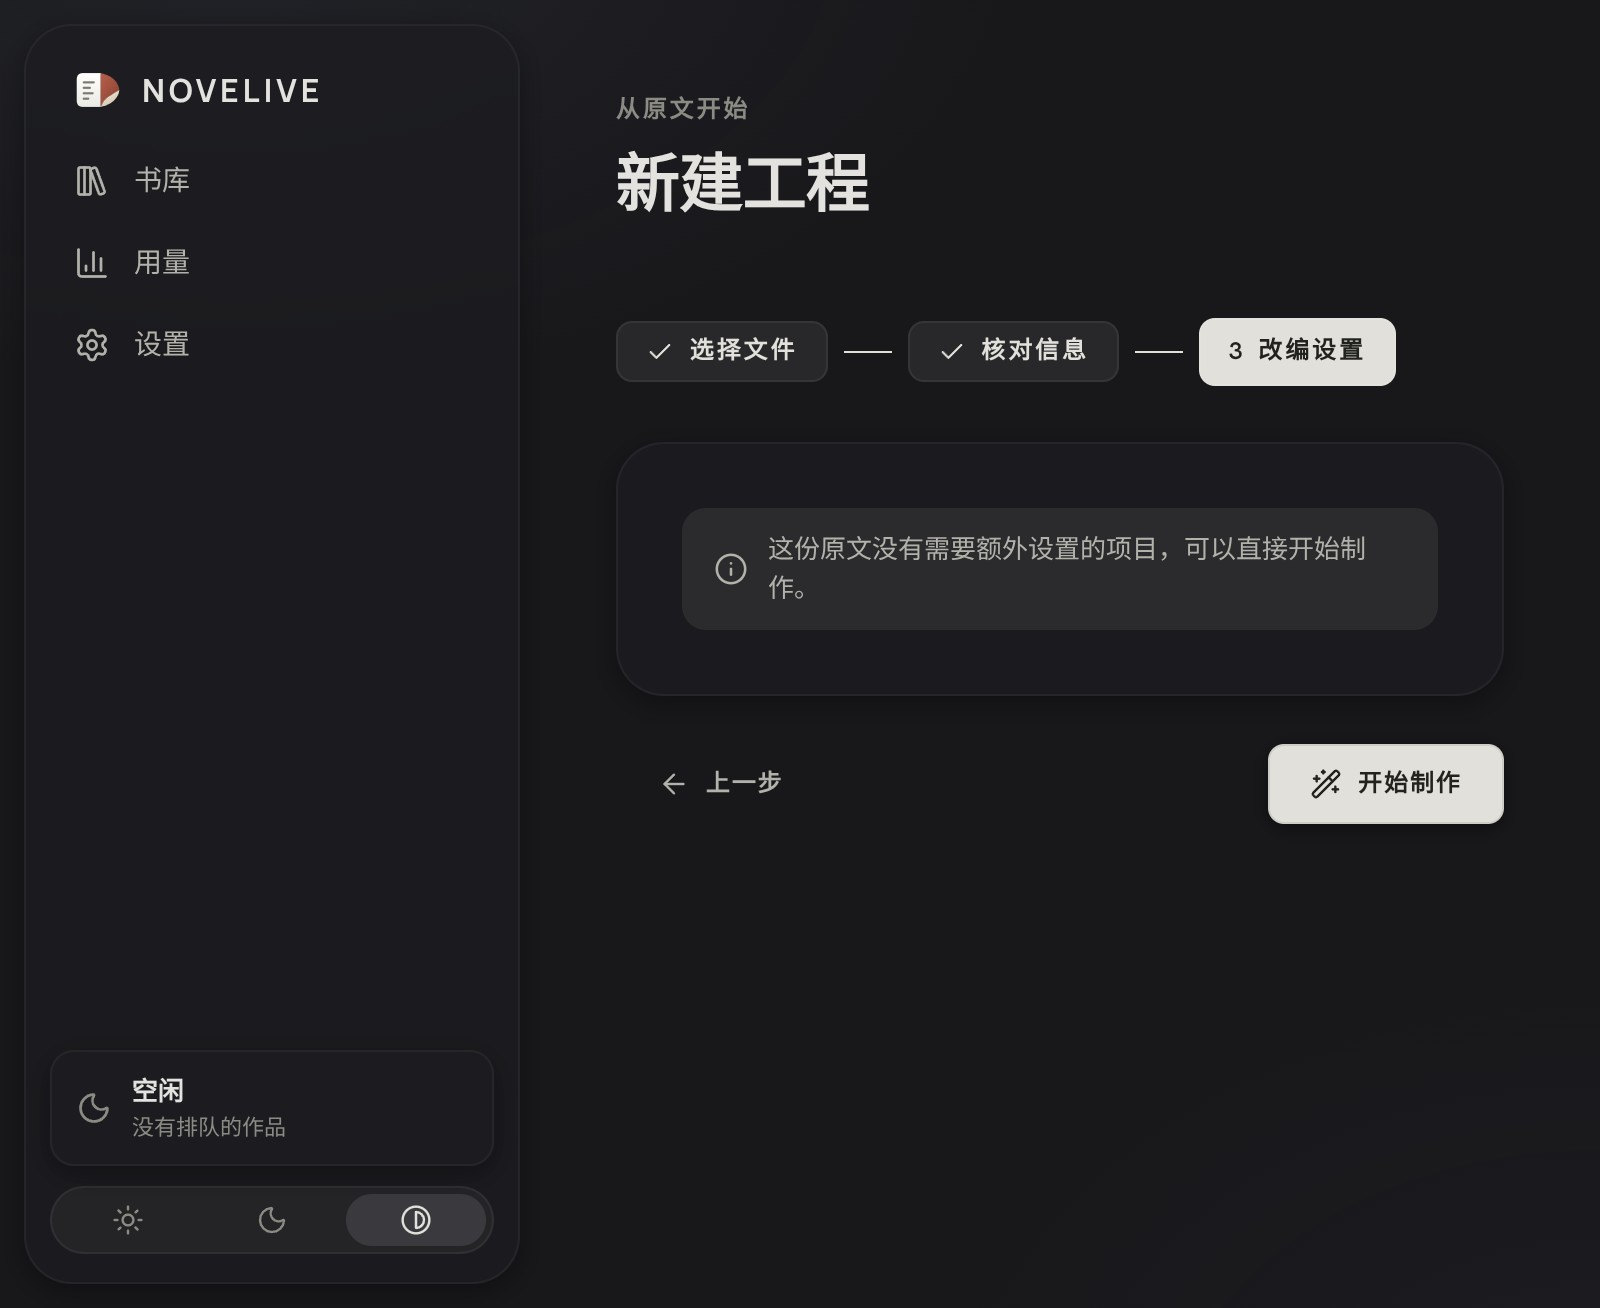 NOVELIVE
书库
用量
设置
空闲
没有排队的作品
从原文开始
新建工程
选择文件
核对信息
3 改编设置
这份原文没有需要额外设置的项目，可以直接开始制
作。
上一步
开始制作